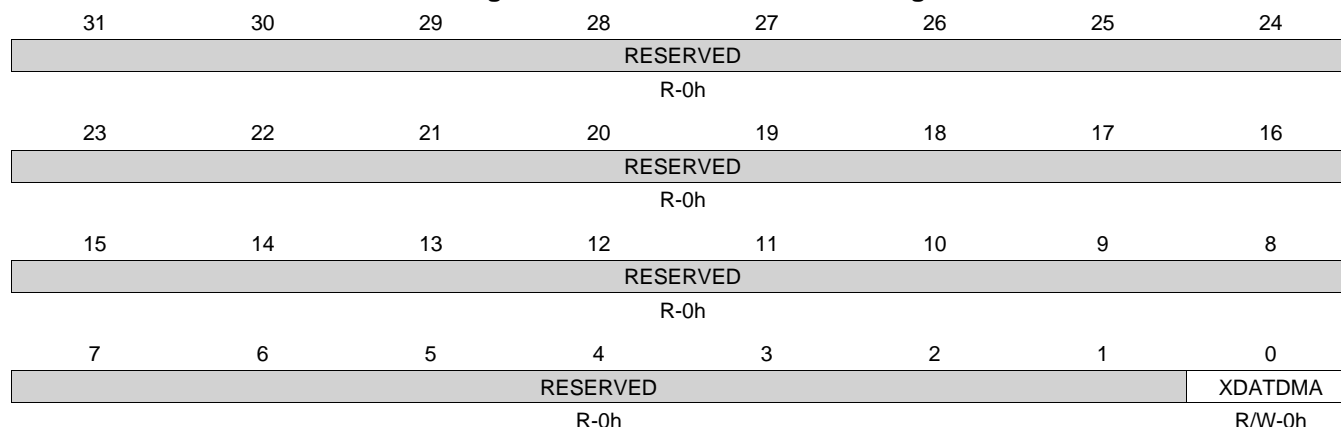 31 30 29 28 27 26 25 24
RESERVED
R-0h
23 22 21 20 19 18 17 16
RESERVED
R-0h
15 14 13 12 11 10 9 8
RESERVED
R-0h
7 6 5 4 3 2 1 0
RESERVED XDATDMA
R-0h R/W-0h